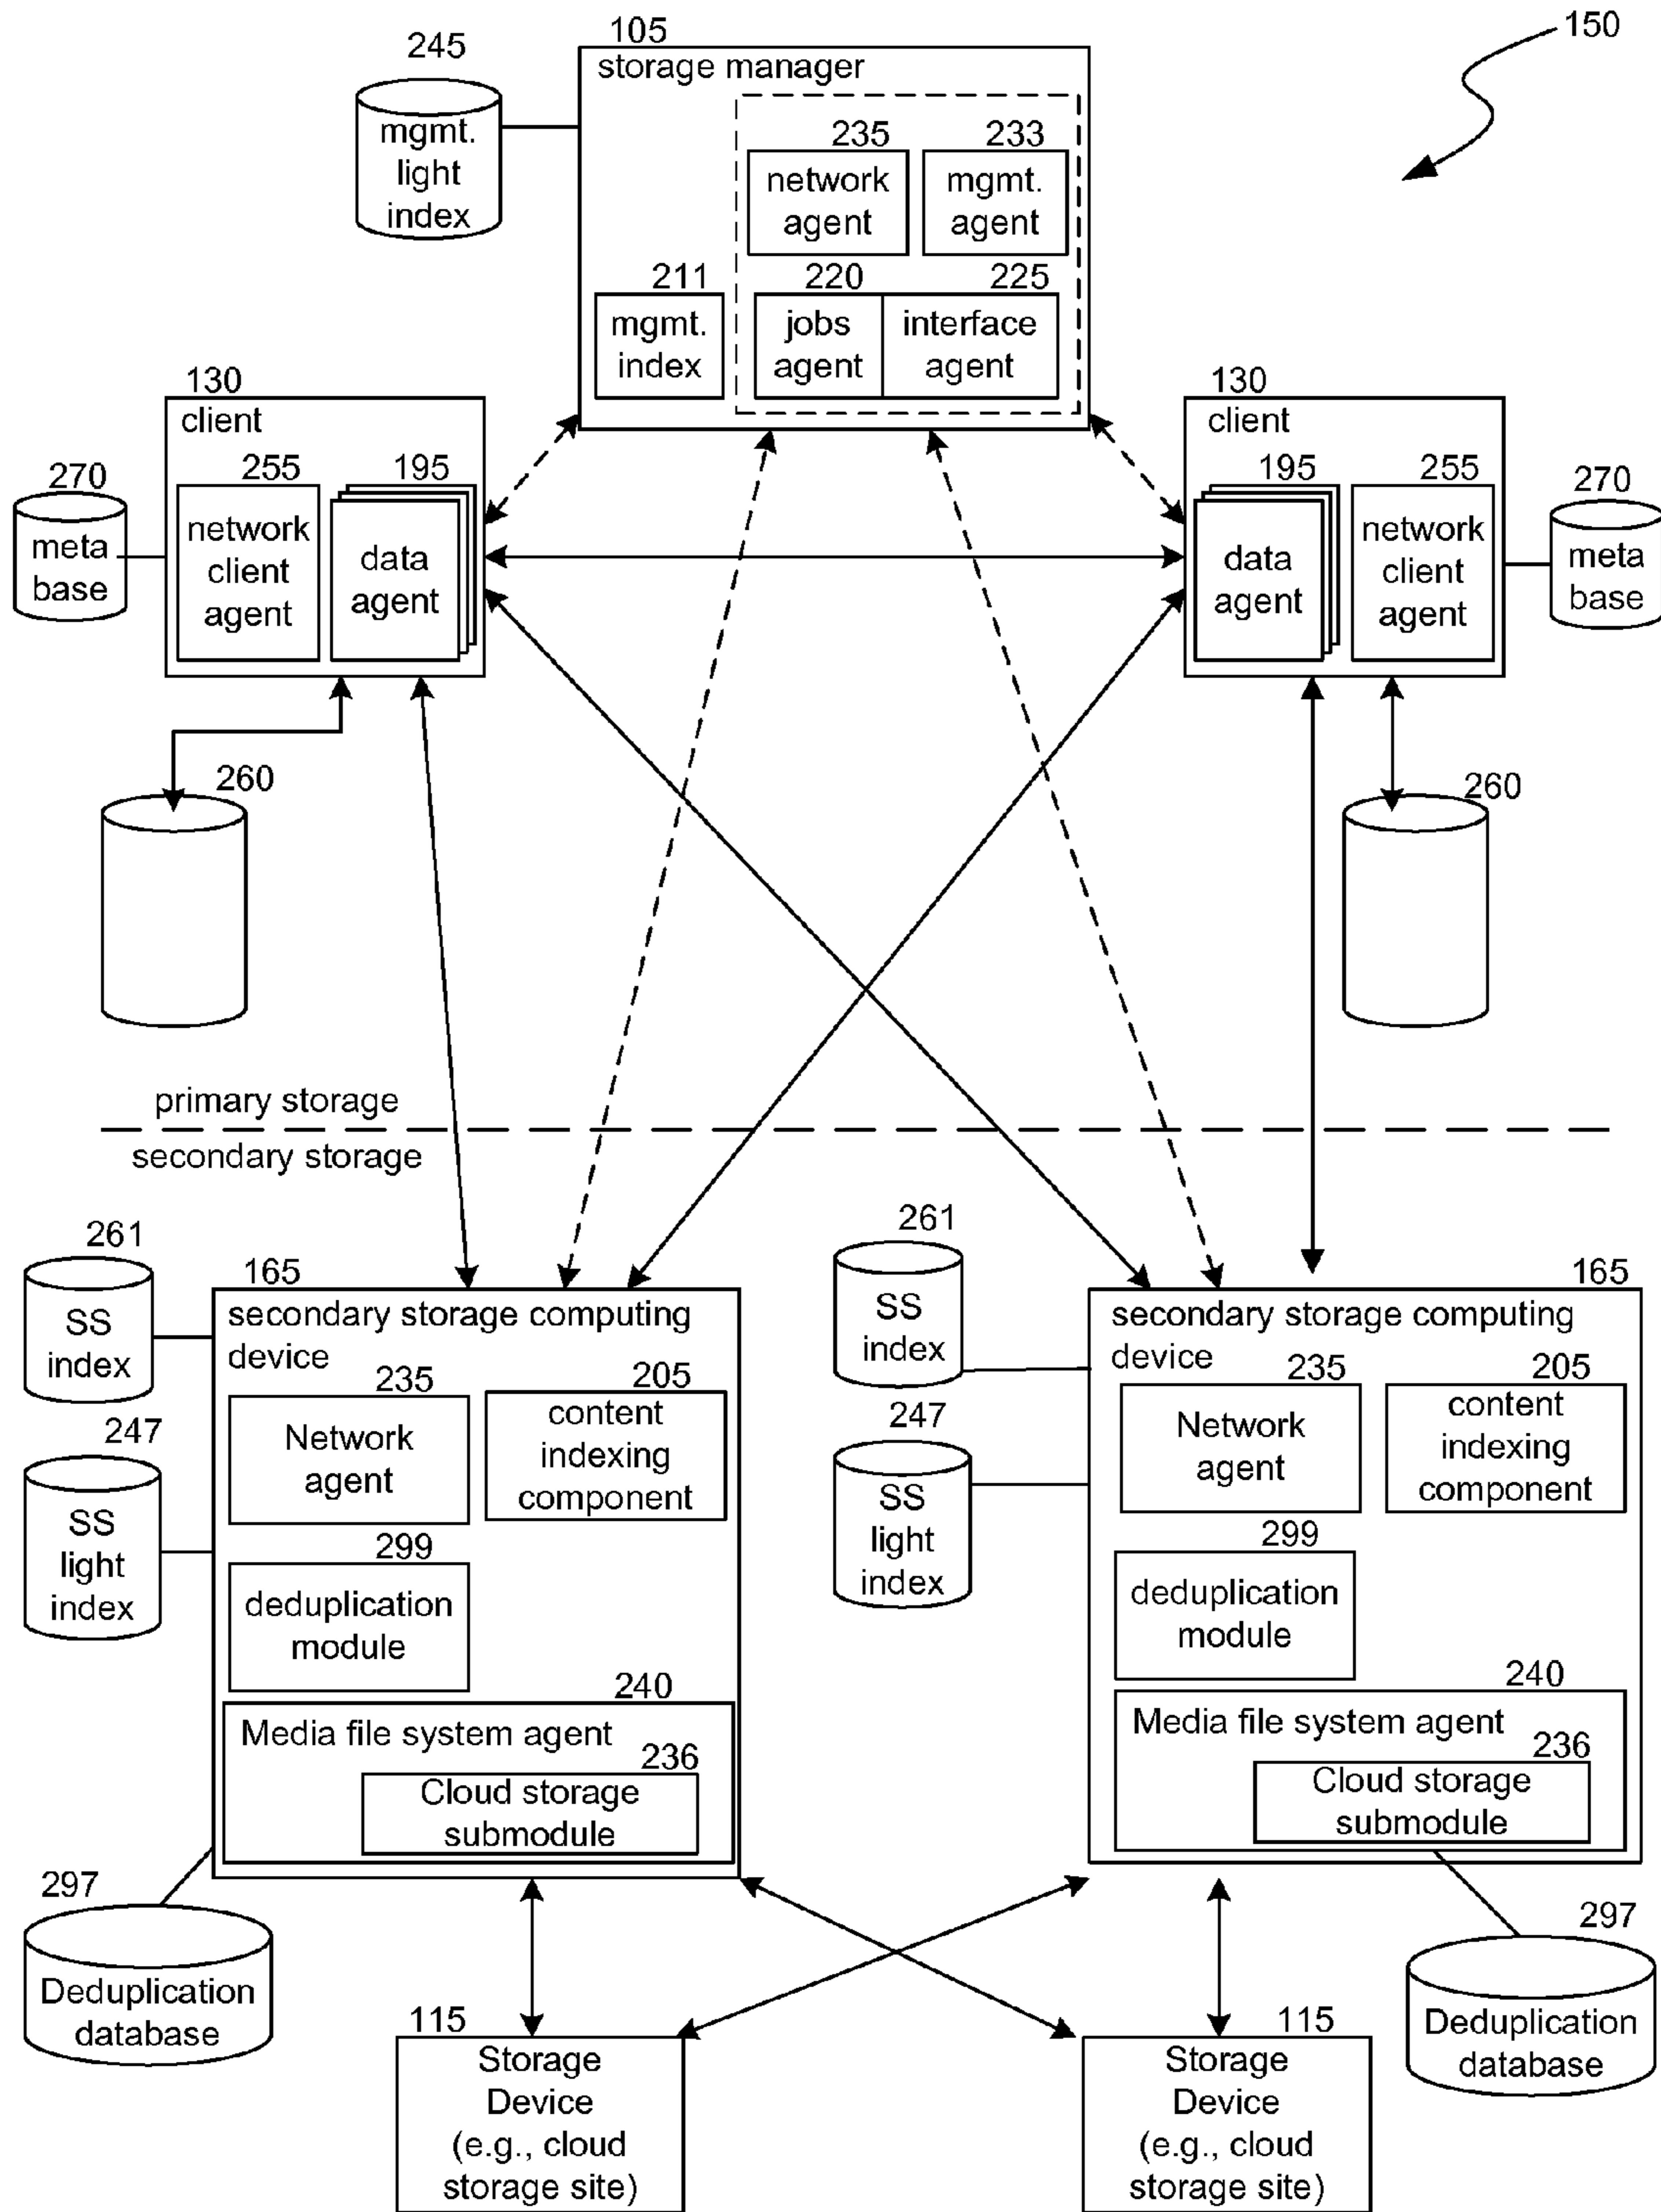 150
105
storage manager
245
mgmt.
light
index
235
network
agent
233
mgmt.
agent
211
mgmt.
index
220
jobs
agent
225
interface
agent
130
client
255
network
client
agent
195
data
agent
270
meta
base
130
client
195
data
agent
255
network
client
agent
270
meta
base
260
260
primary storage
secondary storage
261
SS
index
247
SS
light
index
165
secondary storage computing
device
235
Network
agent
205
content
indexing
component
299
deduplication
module
240
Media file system agent
236
Cloud storage
submodule
297
Deduplication
database
261
SS
index
247
SS
light
index
165
secondary storage computing
device
235
Network
agent
205
content
indexing
component
299
deduplication
module
240
Media file system agent
236
Cloud storage
submodule
297
Deduplication
database
115
Storage
Device
(e.g., cloud
storage site)
115
Storage
Device
(e.g., cloud
storage site)